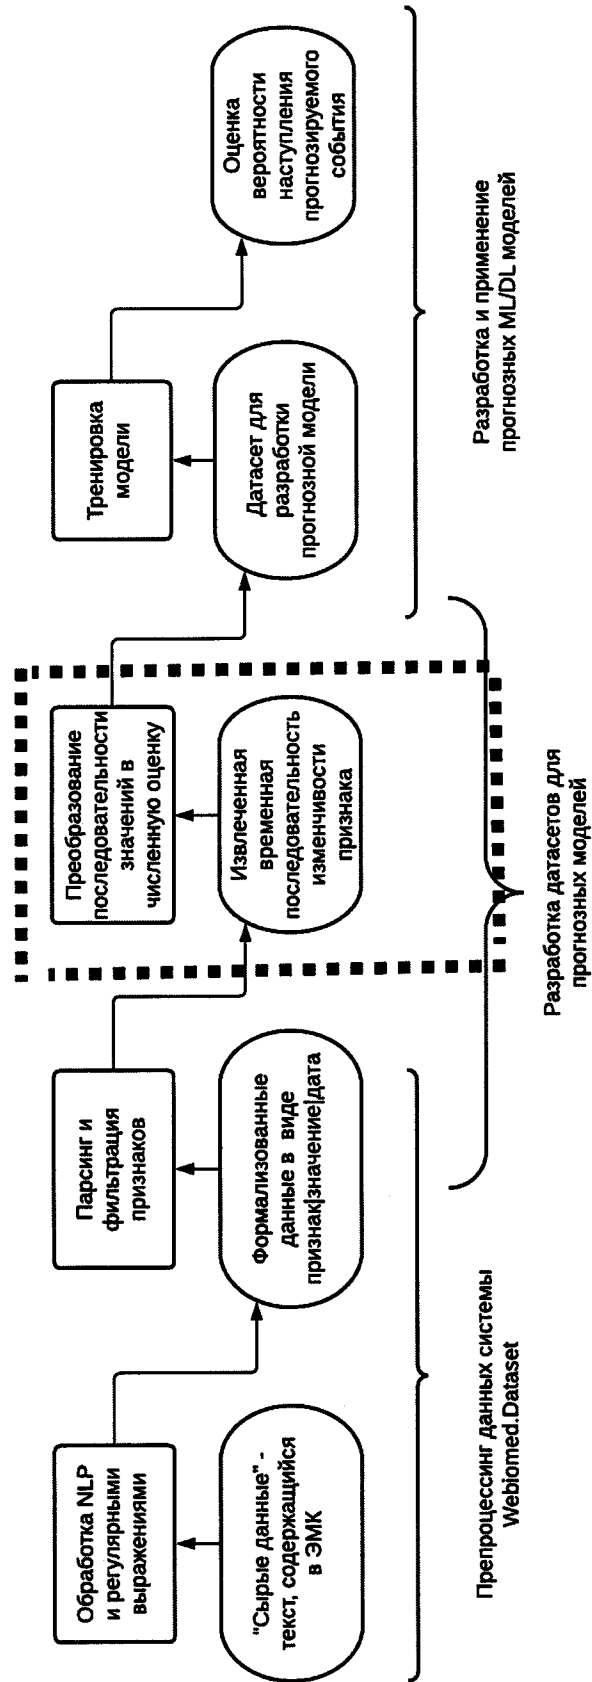 Обработка NLP
и регулярными
выражениями
"Сырые данные" -
текст, содержащийся
в ЭМК
Парсинг и
фильтрация
признаков
Формализованные
данные в виде
признак|значение|дата
Преобразование
последовательности
значений в
численную оценку
Извлеченная
временная
последовательность
изменчивости
признака
Тренировка
модели
Датасет для
разработки
прогнозной модели
Оценка
вероятности
наступления
прогнозируемого
события
Препроцессинг данных системы
Webiomed.Dataset
Разработка датасетов для
прогнозных моделей
Разработка и применение
прогнозных ML/DL моделей